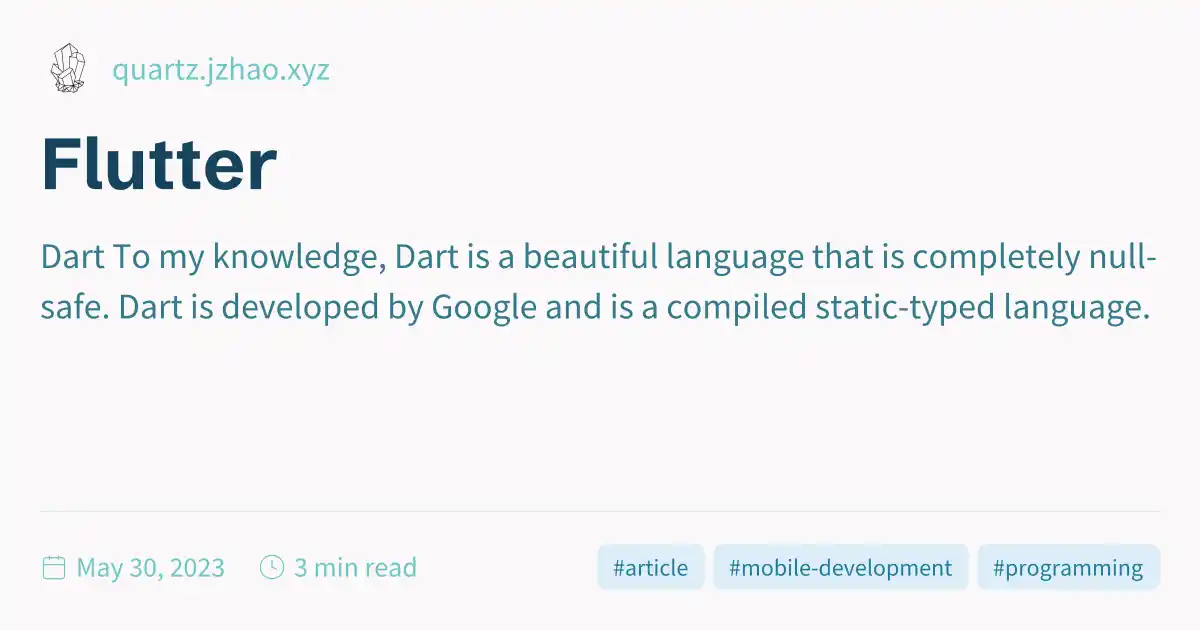 quartz.jzhao.xyz
Flutter
Dart To my knowledge, Dart is a beautiful language that is completely null-
safe. Dart is developed by Google and is a compiled static-typed language.
May 30, 2023 3 min read #article #mobile-development #programming